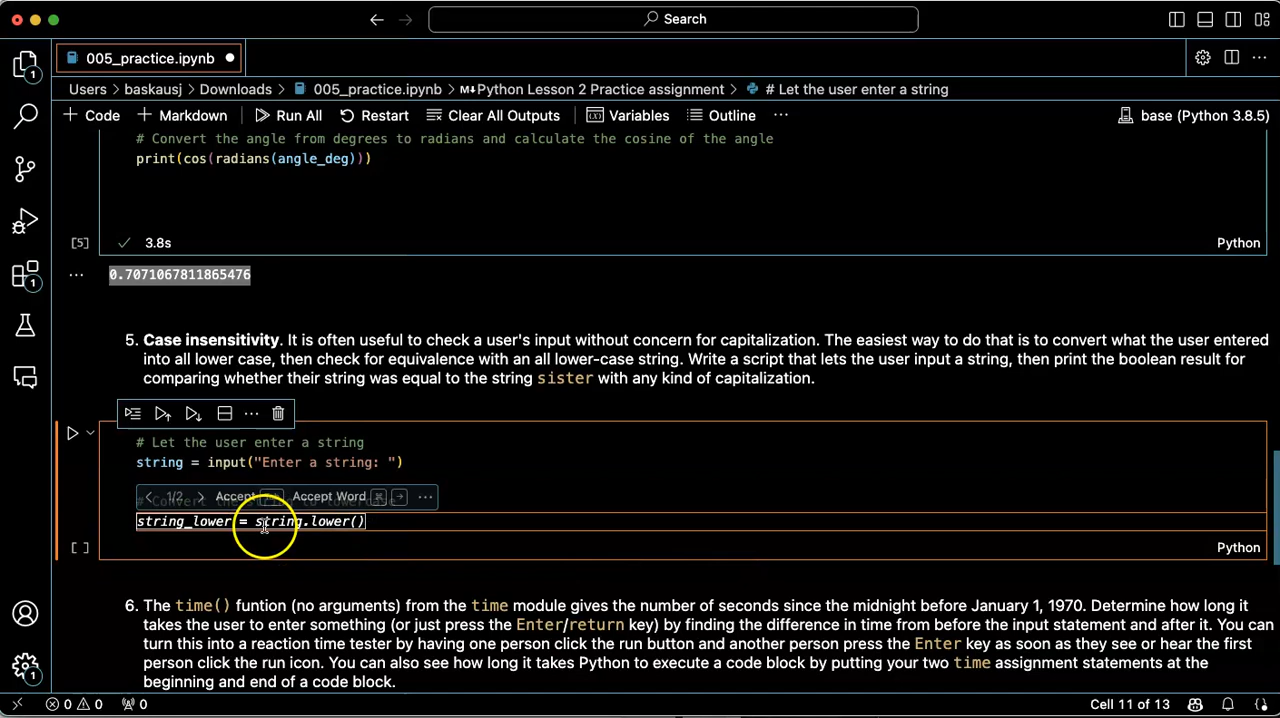 Search
005_practice.ipynb
Users > baskausj > Downloads > 005_practice.ipynb > M↓Python Lesson 2 Practice assignment > # Let the user enter a string
+ Code + Markdown Run All Restart Clear All Outputs Variables Outline ... base (Python 3.8.5)
# Convert the angle from degrees to radians and calculate the cosine of the angle
print(cos(radians(angle_deg)))
[5] 3.8s Python
... 0.7071067811865476
5. Case insensitivity. It is often useful to check a user's input without concern for capitalization. The easiest way to do that is to convert what the user entered
into all lower case, then check for equivalence with an all lower-case string. Write a script that lets the user input a string, then print the boolean result for
comparing whether their string was equal to the string sister with any kind of capitalization.
# Let the user enter a string
string = input("Enter a string: ")
1/2 Accept Accept Word
string_lower = string.lower()
[ ] Python
6. The time() funtion (no arguments) from the time module gives the number of seconds since the midnight before January 1, 1970. Determine how long it
takes the user to enter something (or just press the Enter/return key) by finding the difference in time from before the input statement and after it. You can
turn this into a reaction time tester by having one person click the run button and another person press the Enter key as soon as they see or hear the first
person click the run icon. You can also see how long it takes Python to execute a code block by putting your two time assignment statements at the
beginning and end of a code block.
0 0 0 Cell 11 of 13